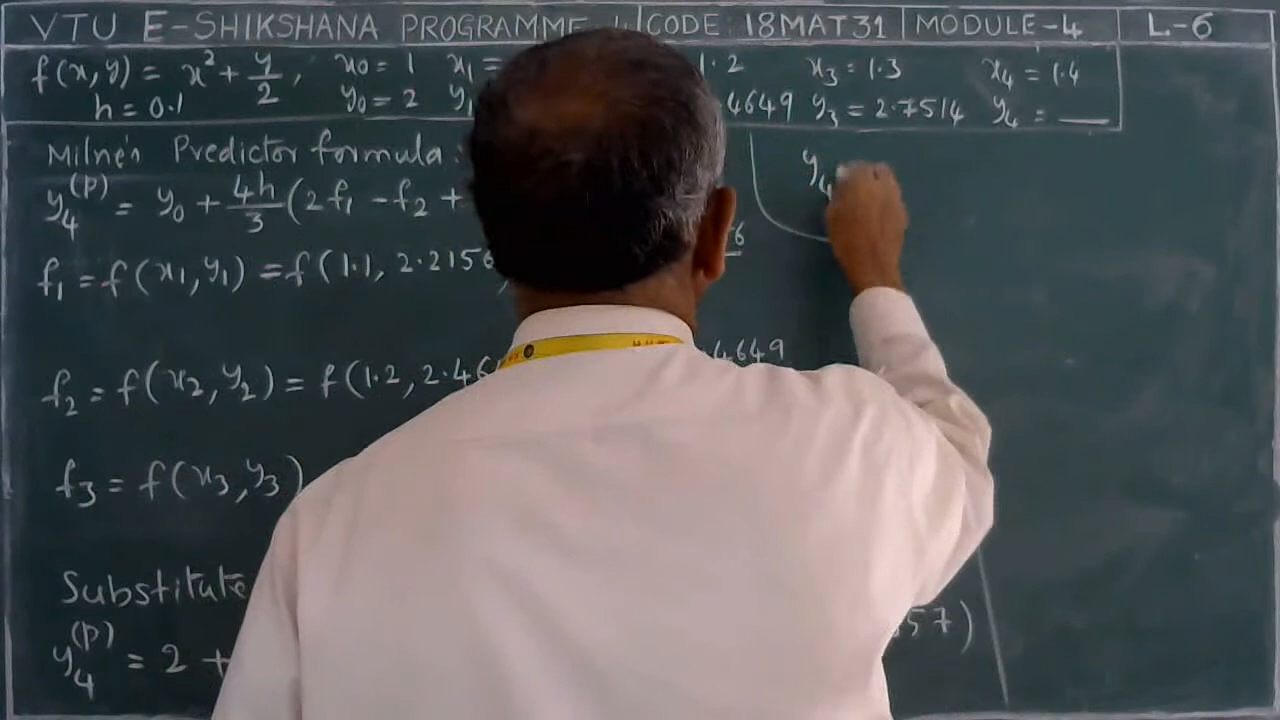 VTU E-SHIKSHANA PROGRAMME CODE: 18MAT31 MODULE-4 L-6
f(x,y) = x² + y/2, x₀ = 1 x₁ = 1.2 x₃ = 1.3 x₄ = 1.4
h = 0.1 y₀ = 2 y₁ 4649 y₃ = 2.7514 y₄ = __
Milne's Predictor formula:
y₄⁽ᵖ⁾ = y₀ + 4h/3 (2f₁ - f₂ +
y₄
f₁ = f(x₁,y₁) = f(1.1, 2.2156 6
f₂ = f(x₂,y₂) = f(1.2, 2.46 4649
f₃ = f(x₃,y₃)
Substitute
y₄⁽ᵖ⁾ = 2 + 57)